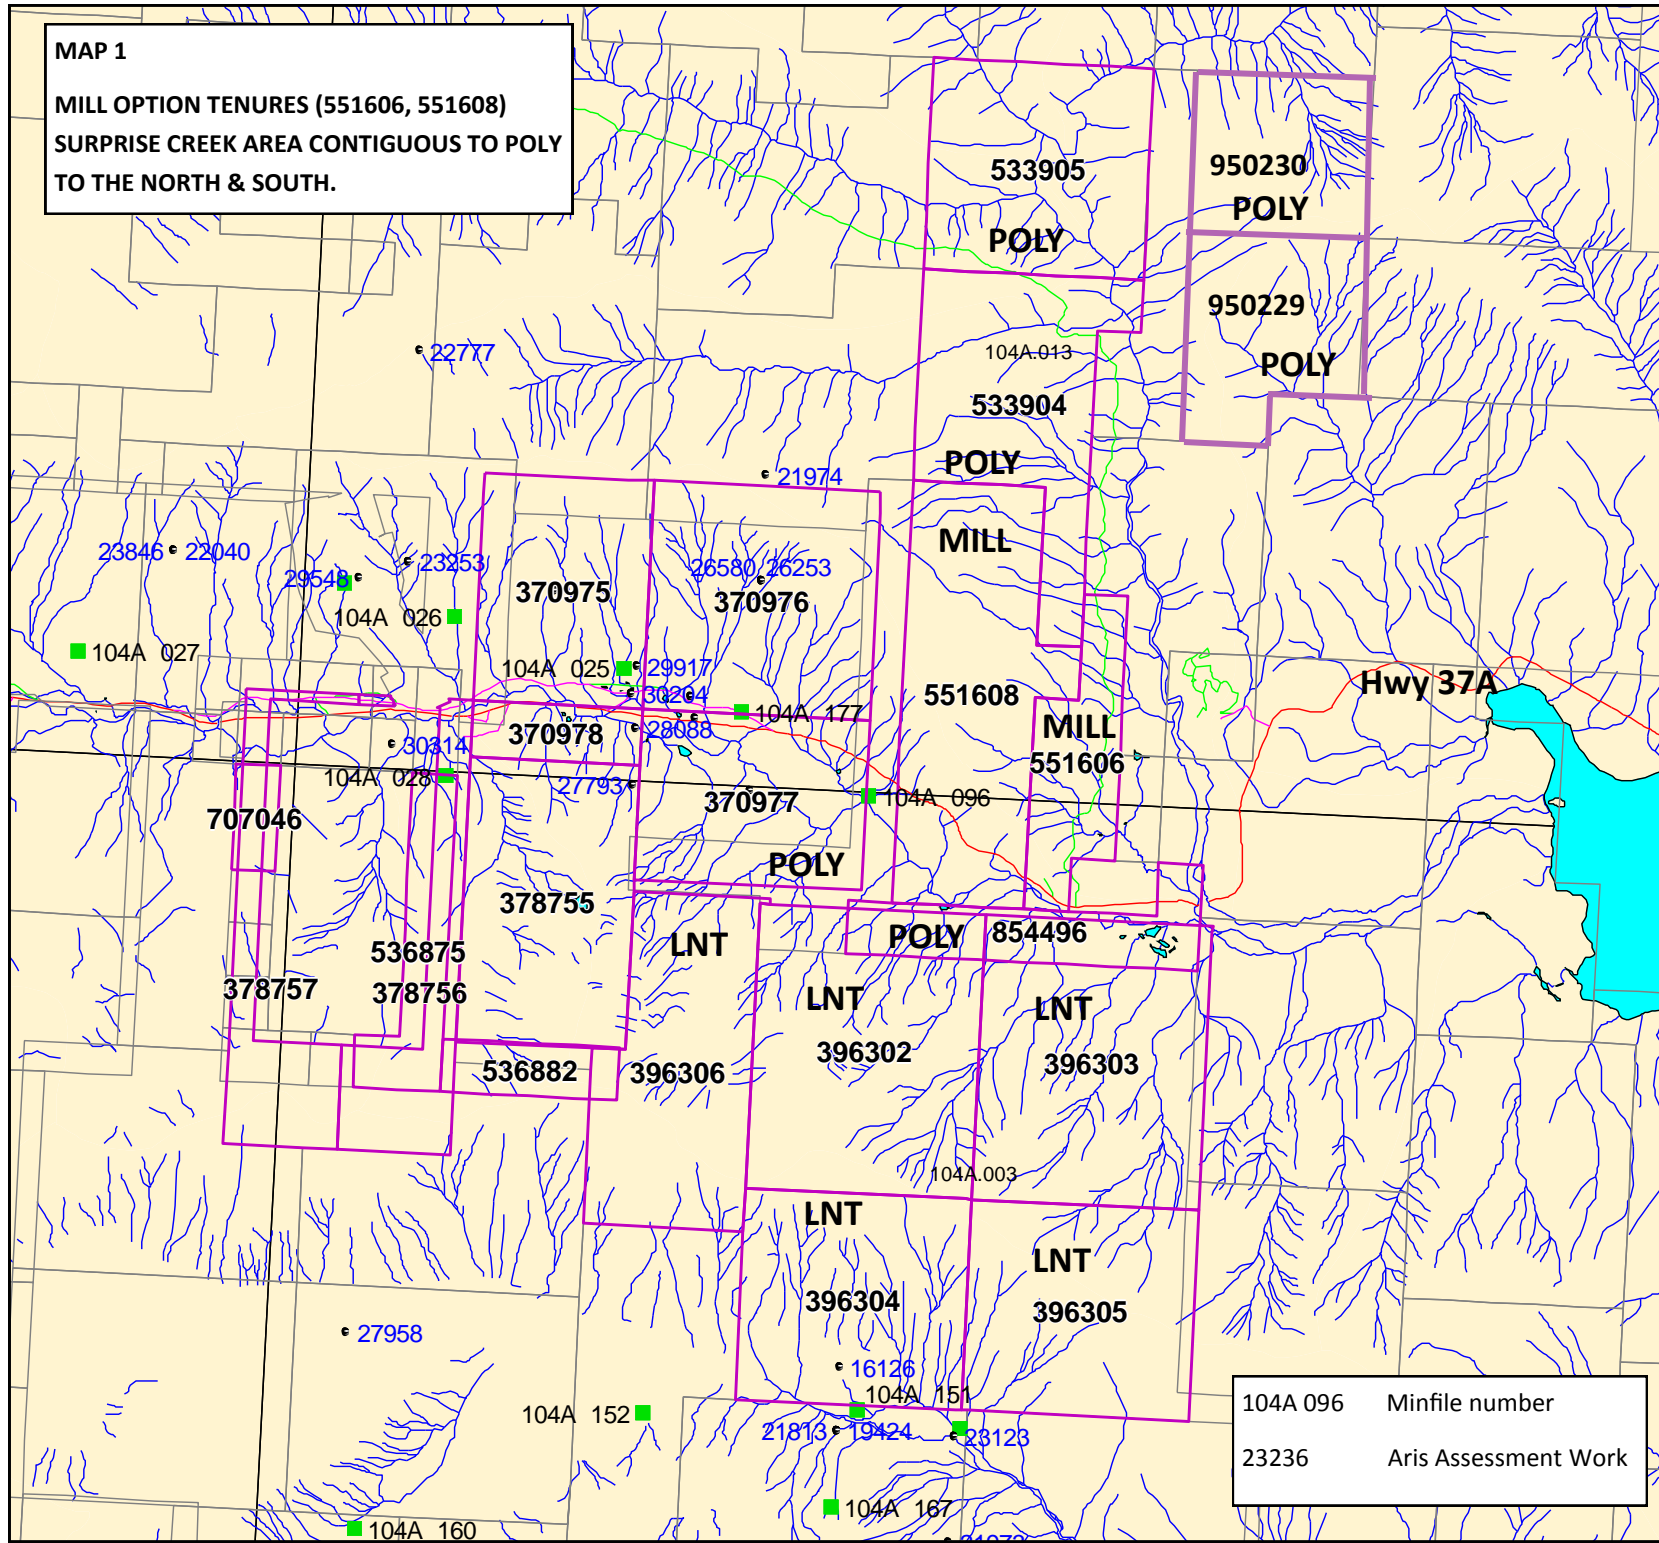 MAP 1
MILL OPTION TENURES (551606, 551608)
SURPRISE CREEK AREA CONTIGUOUS TO POLY
TO THE NORTH & SOUTH.
533905
POLY
950230
POLY
950229
POLY
104A.013
533904
POLY
22777
21974
MILL
23846 22040
23253
29548
26580 26253
370975
370976
104A 026
104A 027
104A 025
29917
30204
551608
Hwy 37A
104A 177
MILL
551606
370978
28088
30314
104A 028
27793
370977
104A 096
707046
POLY
378755
POLY
854496
LNT
536875
378757
378756
LNT
LNT
396302
396303
536882
396306
104A.003
LNT
LNT
396304
396305
27958
16126
104A 151
104A 152
21813 19424
23123
104A 167
104A 160
104A 096 Minfile number
23236 Aris Assessment Work